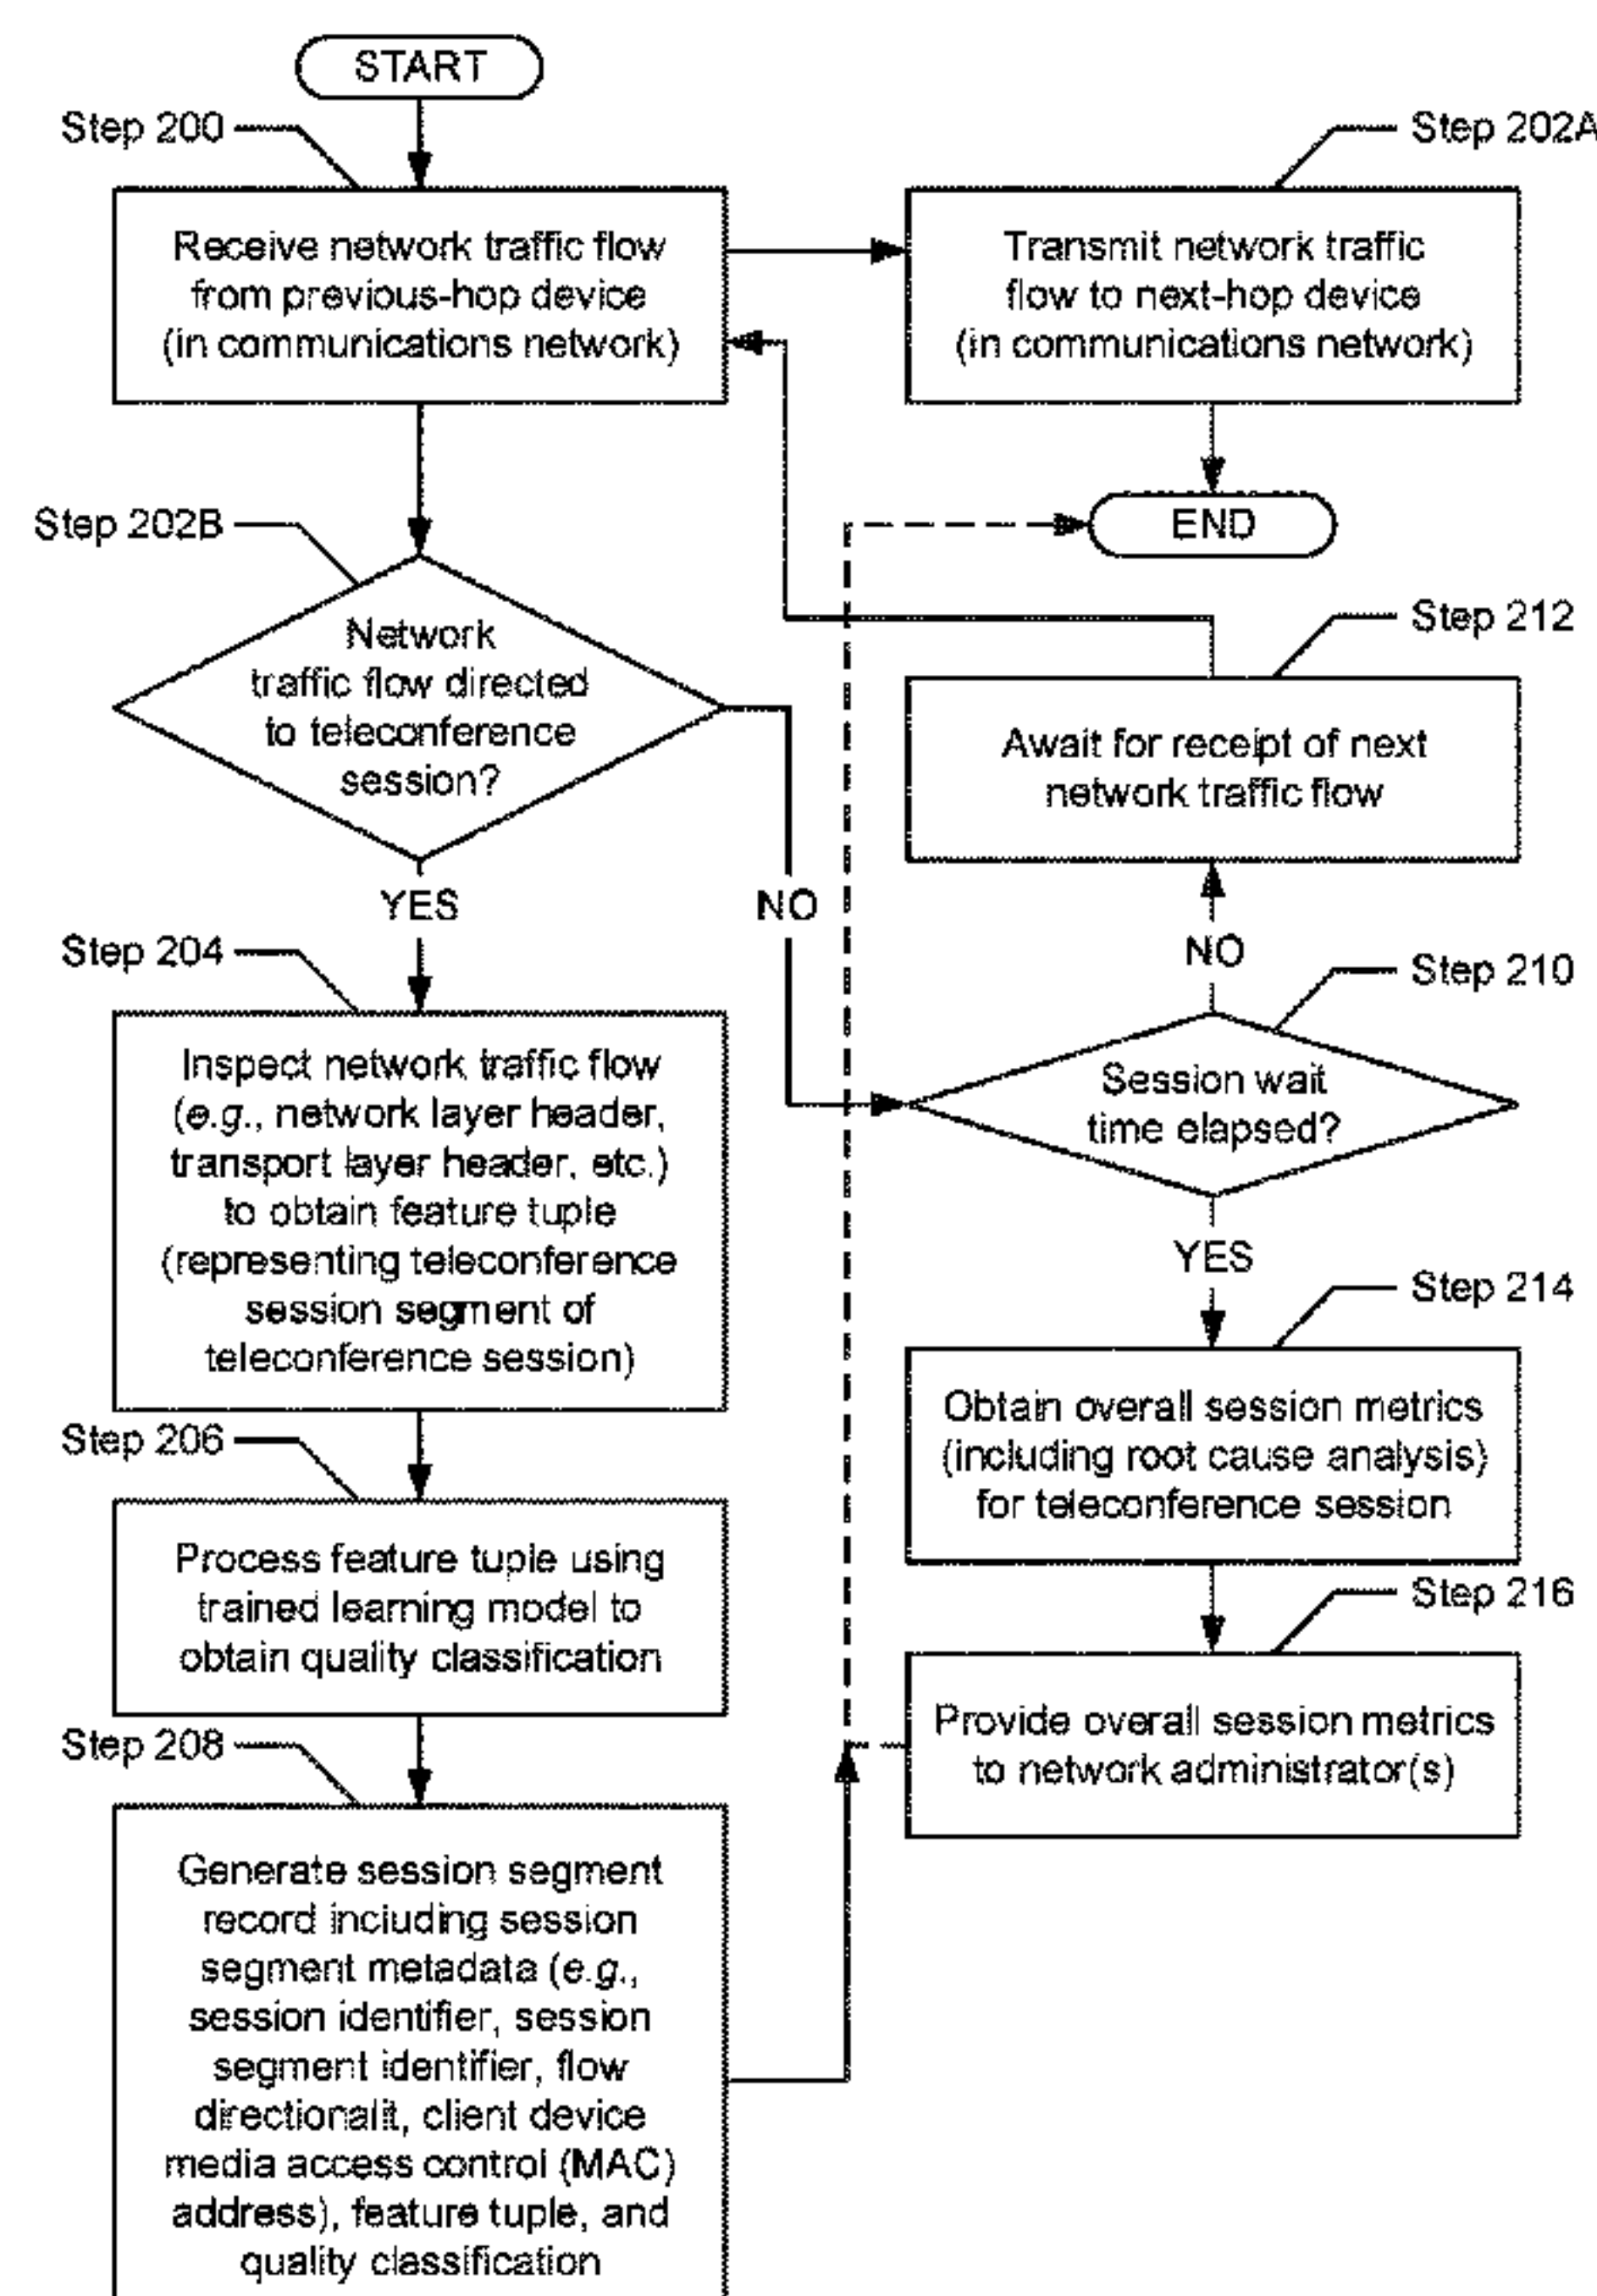 START
Step 200
Step 202A
Receive network traffic flow
from previous-hop device
(in communications network)
Transmit network traffic
flow to next-hop device
(in communications network)
Step 202B
END
Network
traffic flow directed
to teleconference
session?
Step 212
Await for receipt of next
network traffic flow
YES
NO
NO
Step 204
Step 210
Inspect network traffic flow
(e.g., network layer header,
transport layer header, etc.)
to obtain feature tuple
(representing teleconference
session segment of
teleconference session)
Session wait
time elapsed?
YES
Step 214
Obtain overall session metrics
(including root cause analysis)
for teleconference session
Step 206
Process feature tuple using
trained learning model to
obtain quality classification
Step 216
Provide overall session metrics
to network administrator(s)
Step 208
Generate session segment
record including session
segment metadata (e.g.,
session identifier, session
segment identifier, flow
directionalit, client device
media access control (MAC)
address), feature tuple, and
quality classification